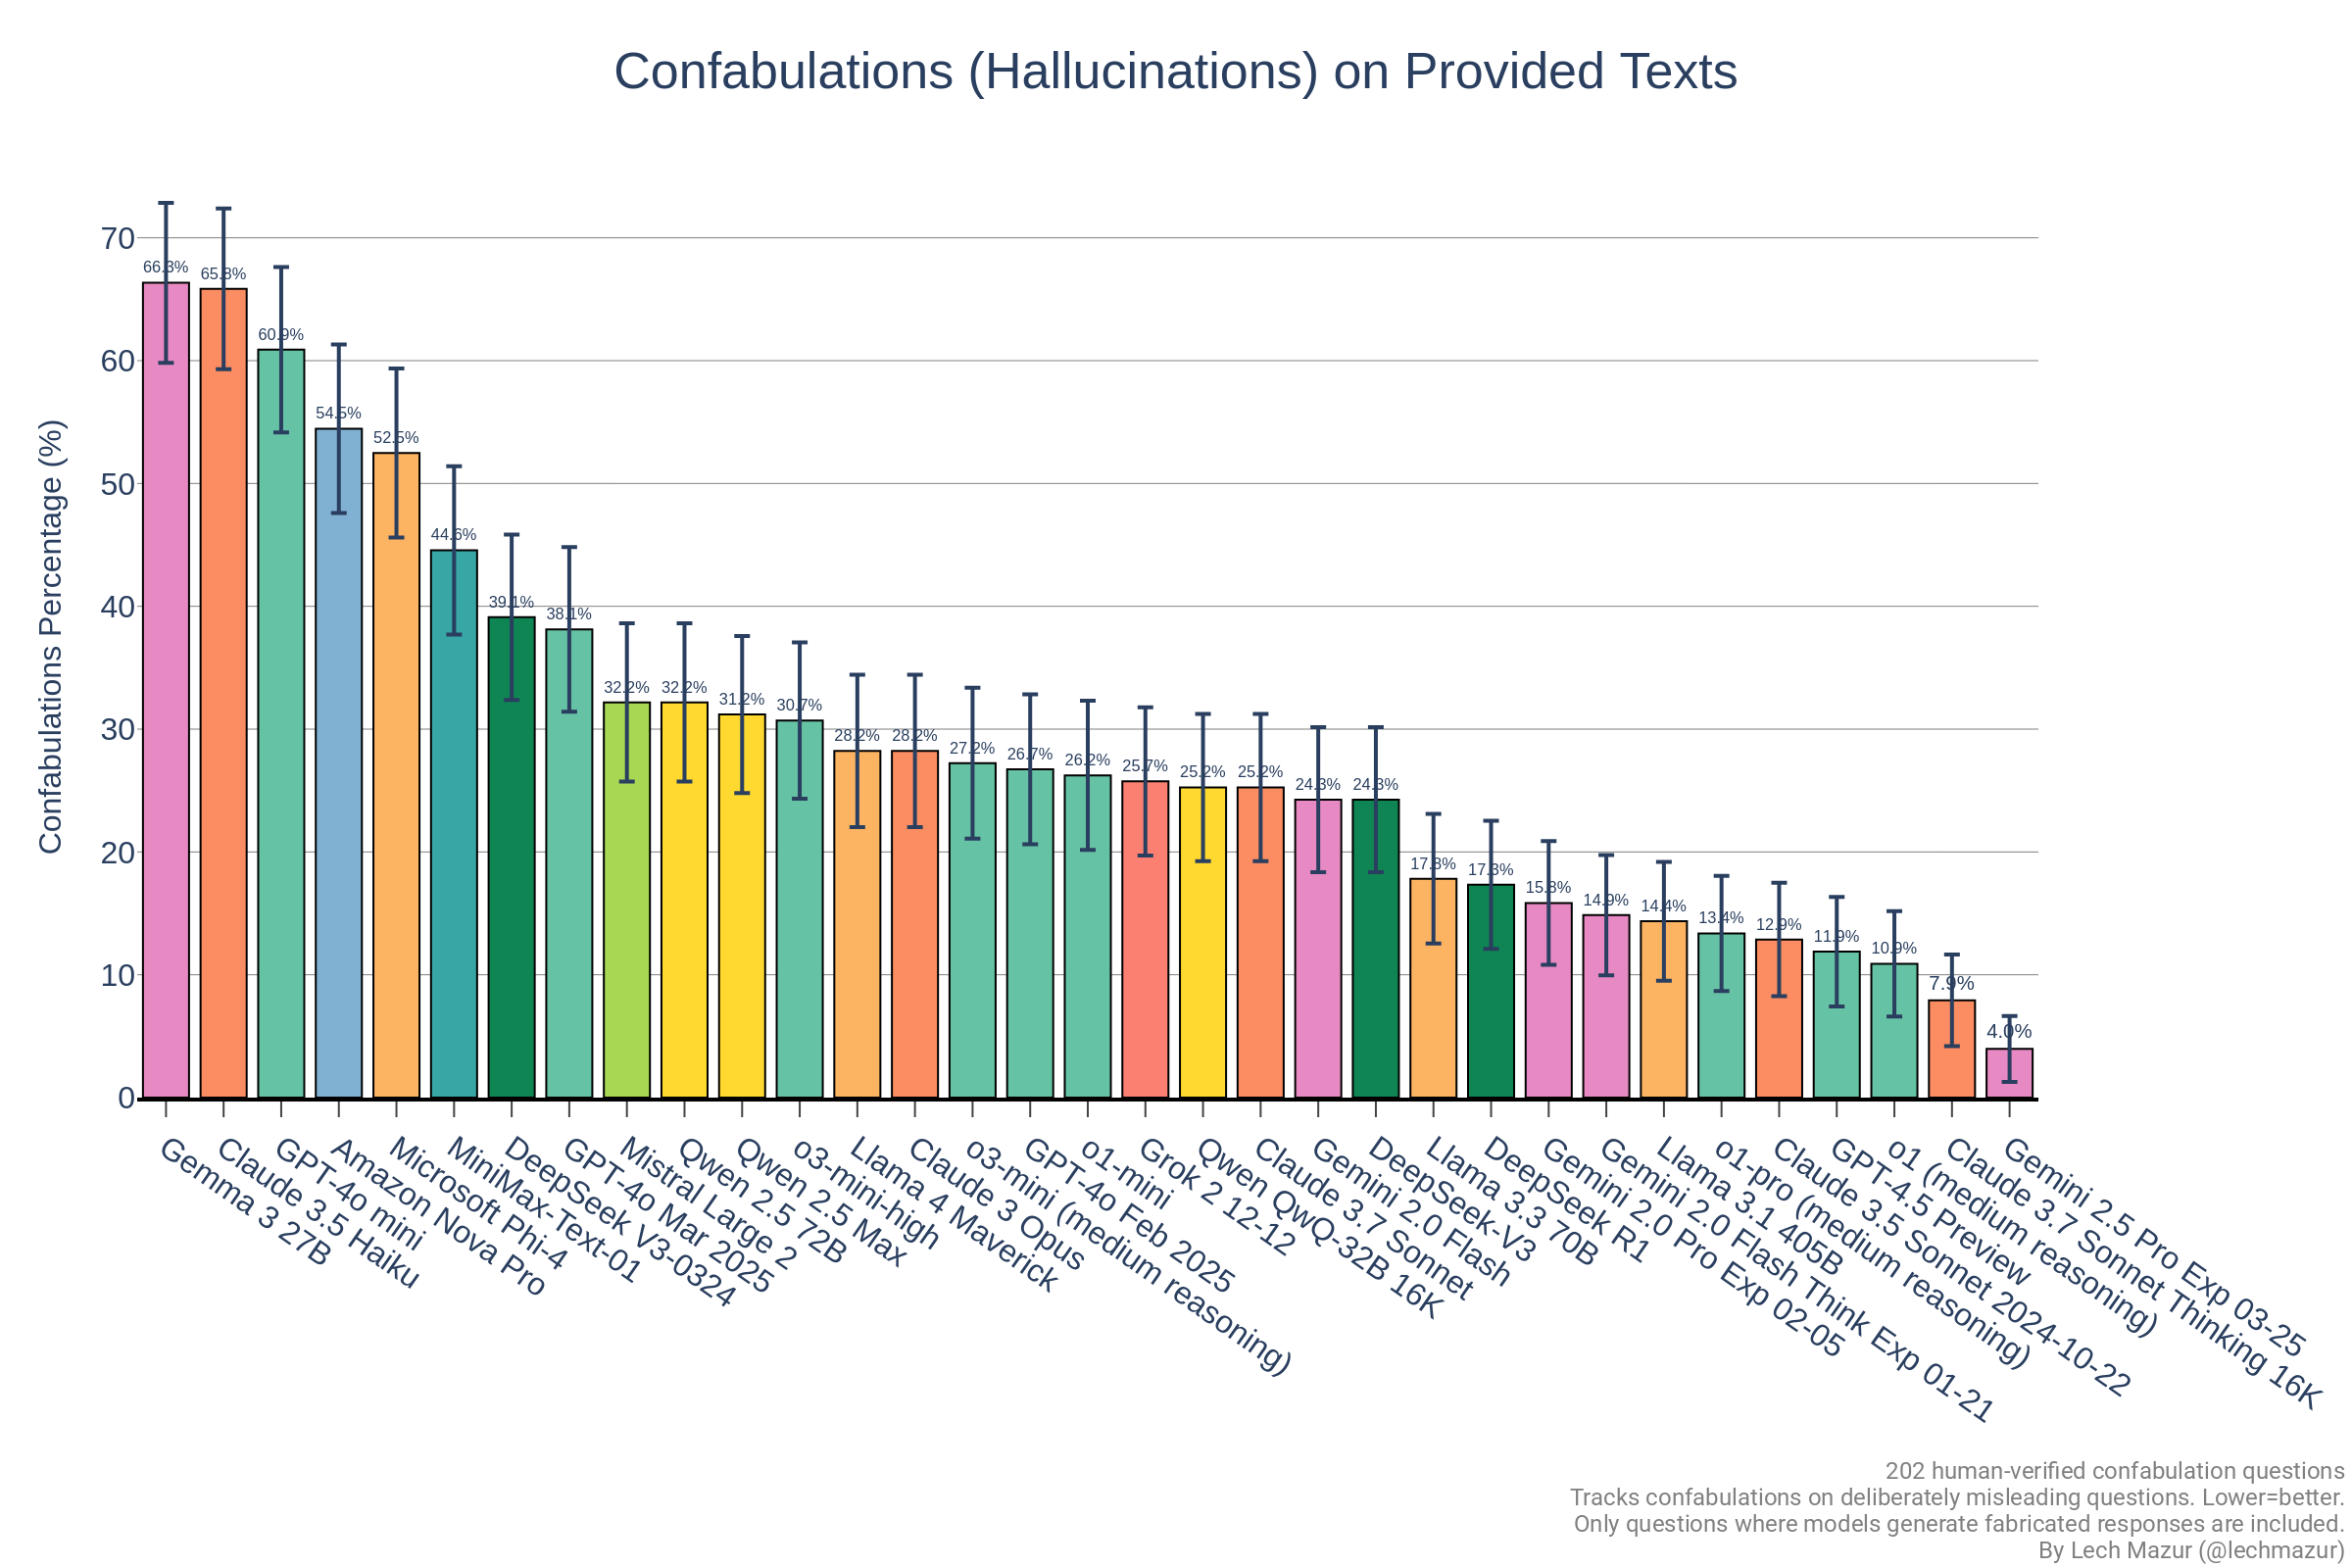 Confabulations (Hallucinations) on Provided Texts
Confabulations Percentage (%)
70
60
50
40
30
20
10
0
66.3%
65.8%
60.9%
54.5%
52.5%
44.6%
39.1%
38.1%
32.2%
32.2%
31.2%
30.7%
28.2%
28.2%
27.2%
26.7%
26.2%
25.7%
25.2%
25.2%
24.3%
24.3%
17.8%
17.3%
15.8%
14.9%
14.4%
13.4%
12.9%
11.9%
10.9%
7.9%
4.0%
Gemma 3 27B
Claude 3.5 Haiku
GPT-4o mini
Amazon Nova Pro
Microsoft Phi-4
MiniMax-Text-01
DeepSeek V3-0324
GPT-4o Mar 2025
Mistral Large 2
Qwen 2.5 72B
Qwen 2.5 Max
o3-mini-high
Llama 4 Maverick
Claude 3 Opus
o3-mini (medium reasoning)
GPT-4o Feb 2025
o1-mini
Grok 2 12-12
Qwen QwQ-32B 16K
Claude 3.7 Sonnet
Gemini 2.0 Flash
DeepSeek-V3
Llama 3.3 70B
DeepSeek R1
Gemini 2.0 Pro Exp 02-05
Gemini 2.0 Flash Think Exp 01-21
Llama 3.1 405B
o1-pro (medium reasoning)
Claude 3.5 Sonnet 2024-10-22
GPT-4.5 Preview
o1 (medium reasoning)
Claude 3.7 Sonnet Thinking 16K
Gemini 2.5 Pro Exp 03-25
202 human-verified confabulation questions
Tracks confabulations on deliberately misleading questions. Lower=better.
Only questions where models generate fabricated responses are included.
By Lech Mazur (@lechmazur)